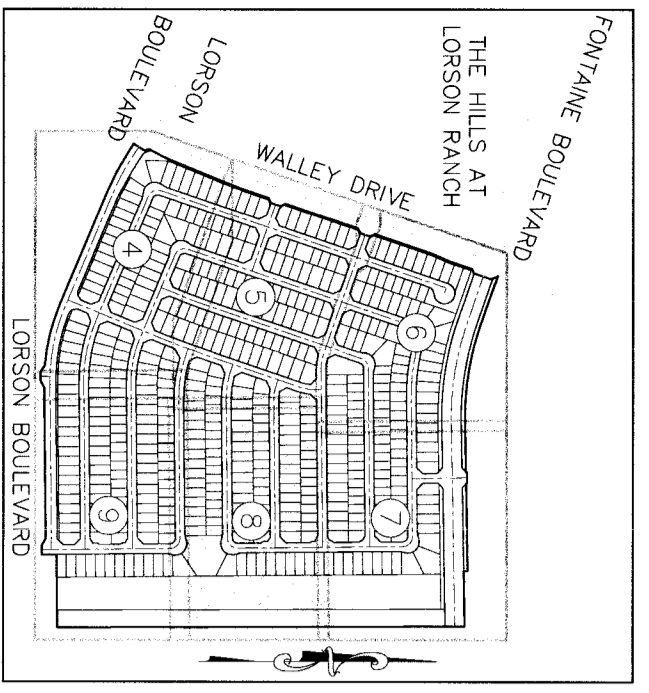 FONTAINE BOULEVARD
THE HILLS AT
LORSON RANCH
LORSON
BOULEVARD
WALLEY DRIVE
4
5
6
7
8
9
LORSON BOULEVARD
N